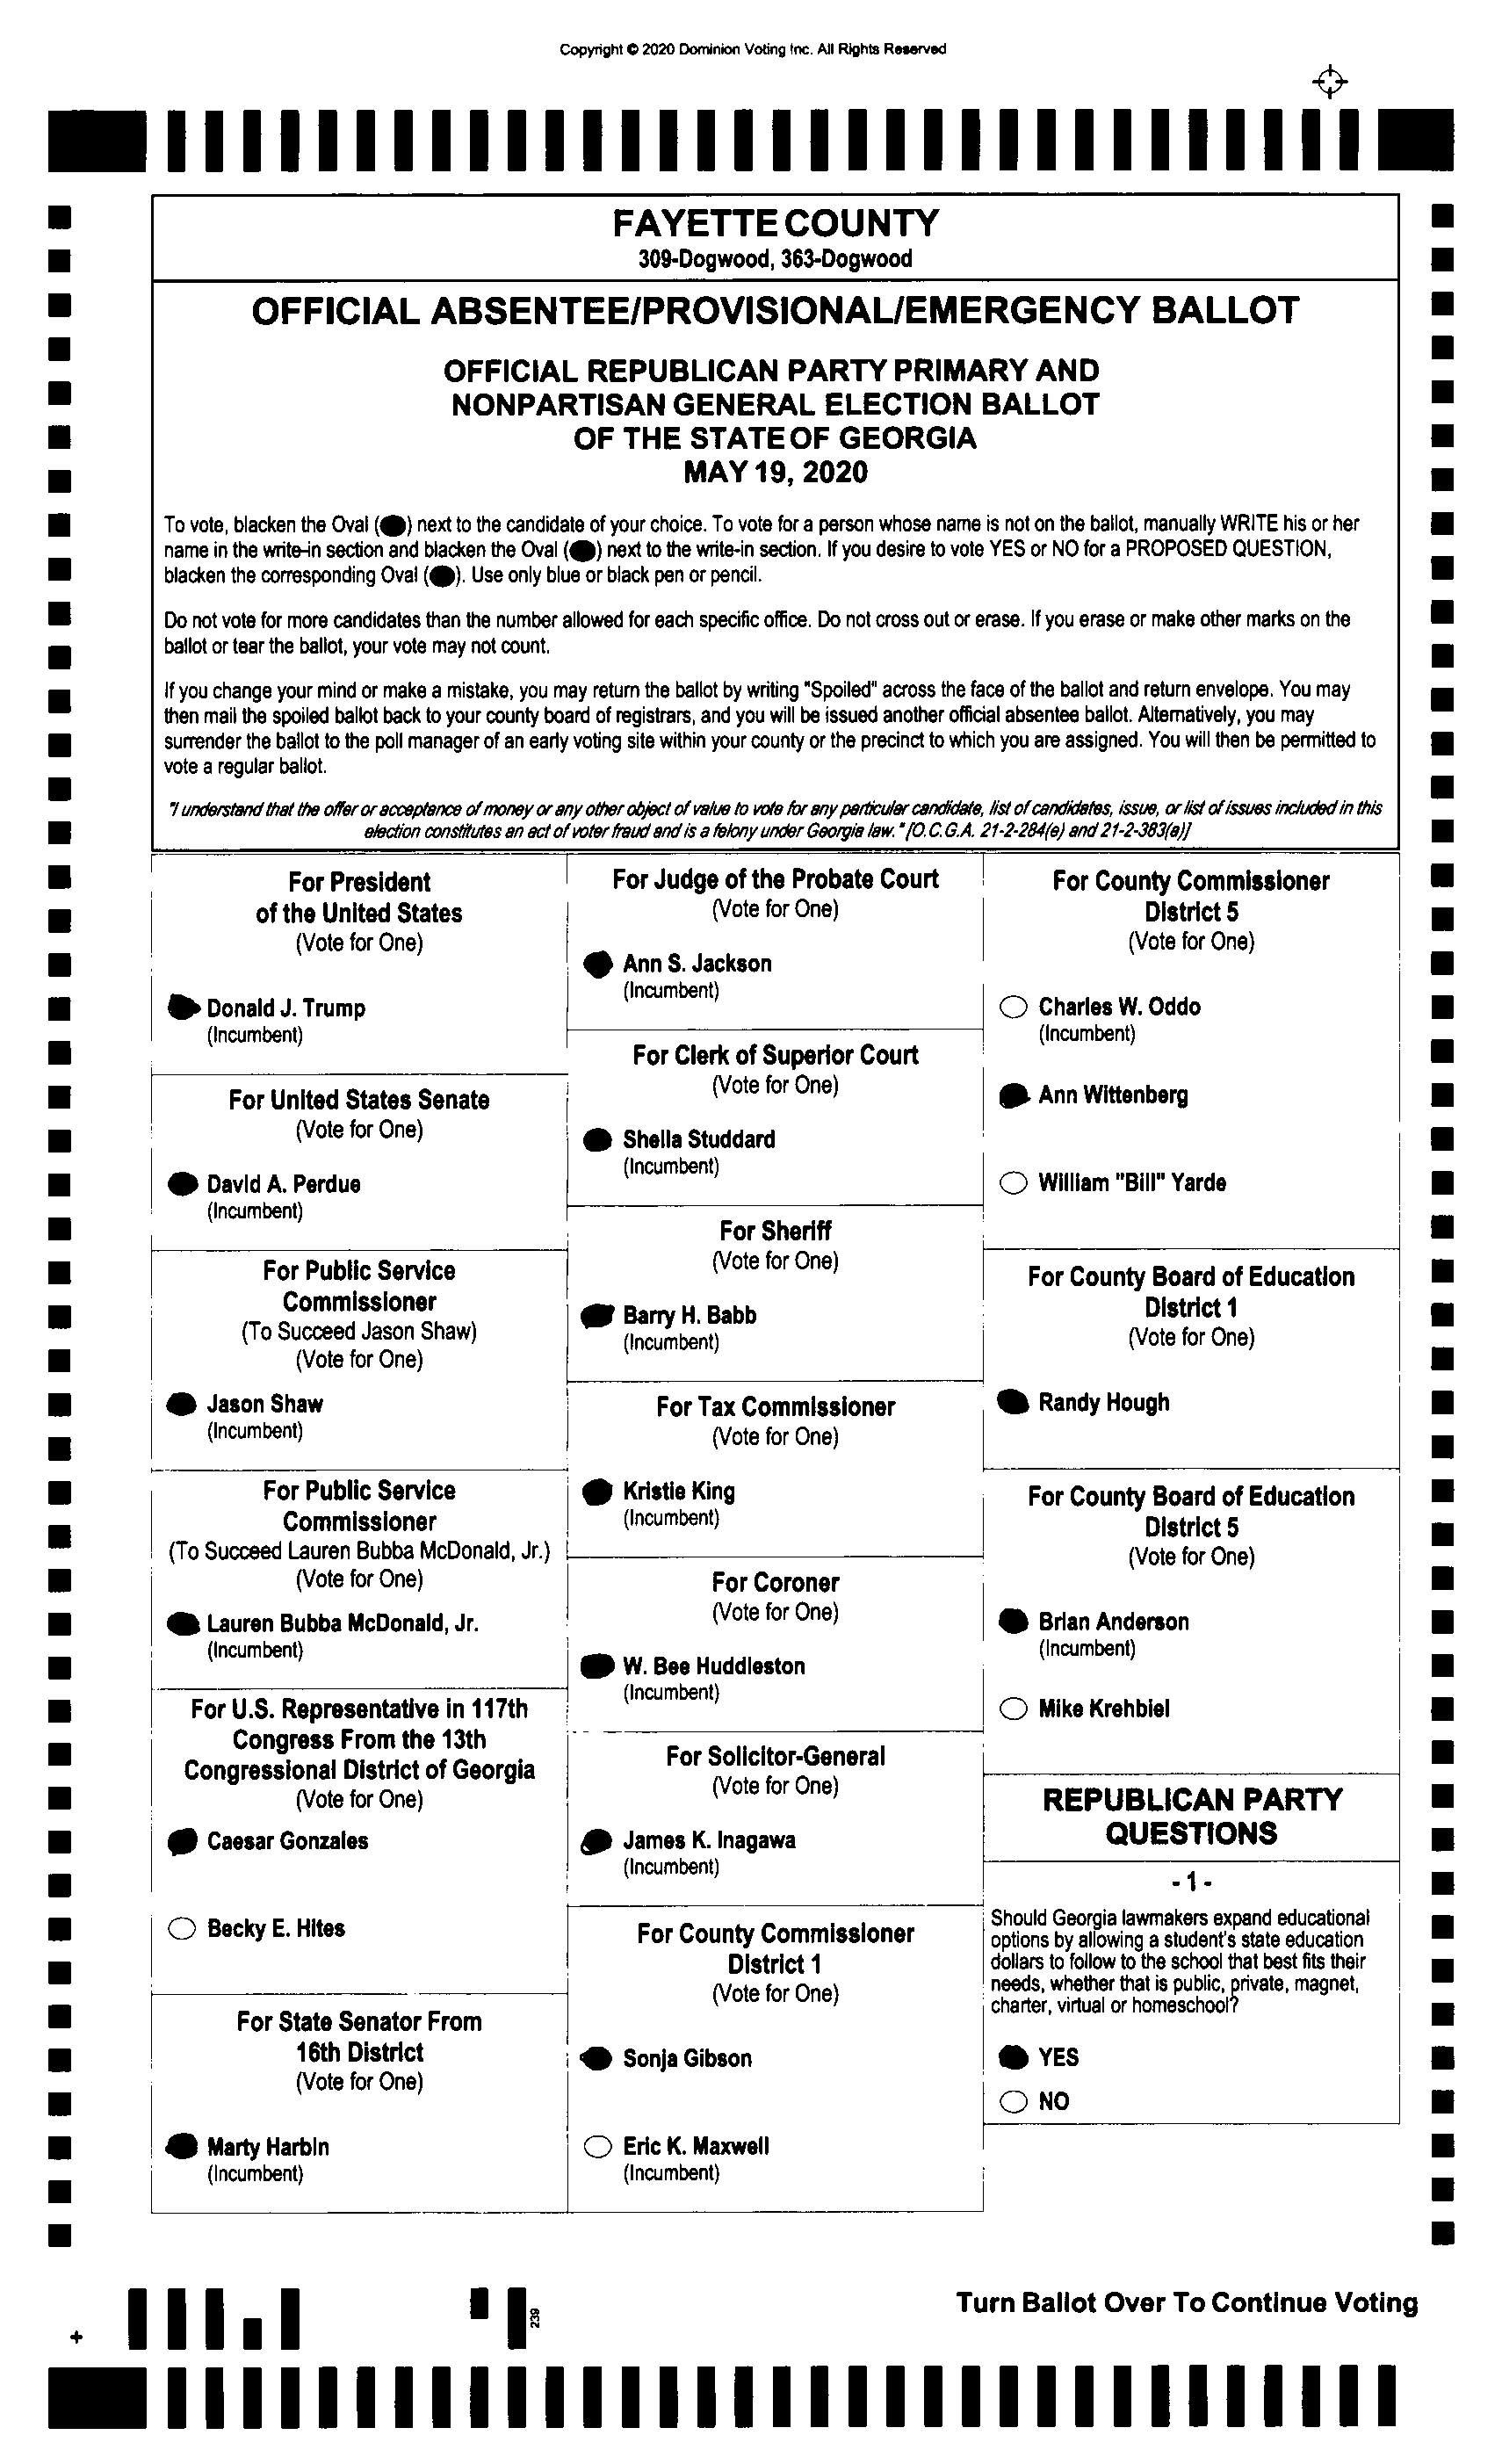 Copyright © 2020 Dominion Voting Inc. All Rights Reserved
FAYETTE COUNTY
309-Dogwood, 363-Dogwood
OFFICIAL ABSENTEE/PROVISIONAL/EMERGENCY BALLOT
OFFICIAL REPUBLICAN PARTY PRIMARY AND
NONPARTISAN GENERAL ELECTION BALLOT
OF THE STATE OF GEORGIA
MAY 19, 2020
To vote, blacken the Oval ( ) next to the candidate of your choice. To vote for a person whose name is not on the ballot, manually WRITE his or her
name in the write-in section and blacken the Oval ( ) next to the write-in section. If you desire to vote YES or NO for a PROPOSED QUESTION,
blacken the corresponding Oval ( ). Use only blue or black pen or pencil.
Do not vote for more candidates than the number allowed for each specific office. Do not cross out or erase. If you erase or make other marks on the
ballot or tear the ballot, your vote may not count.
If you change your mind or make a mistake, you may return the ballot by writing "Spoiled" across the face of the ballot and return envelope. You may
then mail the spoiled ballot back to your county board of registrars, and you will be issued another official absentee ballot. Alternatively, you may
surrender the ballot to the poll manager of an early voting site within your county or the precinct to which you are assigned. You will then be permitted to
vote a regular ballot.
"I understand that the offer or acceptance of money or any other object of value to vote for any particular candidate, list of candidates, issue, or list of issues included in this
election constitutes an act of voter fraud and is a felony under Georgia law." [O.C.G.A. 21-2-284(e) and 21-2-383(a)]
For President
of the United States
(Vote for One)
Donald J. Trump
(Incumbent)
For United States Senate
(Vote for One)
David A. Perdue
(Incumbent)
For Public Service
Commissioner
(To Succeed Jason Shaw)
(Vote for One)
Jason Shaw
(Incumbent)
For Public Service
Commissioner
(To Succeed Lauren Bubba McDonald, Jr.)
(Vote for One)
Lauren Bubba McDonald, Jr.
(Incumbent)
For U.S. Representative in 117th
Congress From the 13th
Congressional District of Georgia
(Vote for One)
Caesar Gonzales
Becky E. Hites
For State Senator From
16th District
(Vote for One)
Marty Harbin
(Incumbent)
For Judge of the Probate Court
(Vote for One)
Ann S. Jackson
(Incumbent)
For Clerk of Superior Court
(Vote for One)
Sheila Studdard
(Incumbent)
For Sheriff
(Vote for One)
Barry H. Babb
(Incumbent)
For Tax Commissioner
(Vote for One)
Kristie King
(Incumbent)
For Coroner
(Vote for One)
W. Bee Huddleston
(Incumbent)
For Solicitor-General
(Vote for One)
James K. Inagawa
(Incumbent)
For County Commissioner
District 1
(Vote for One)
Sonja Gibson
Eric K. Maxwell
(Incumbent)
For County Commissioner
District 5
(Vote for One)
Charles W. Oddo
(Incumbent)
Ann Wittenberg
William "Bill" Yarde
For County Board of Education
District 1
(Vote for One)
Randy Hough
For County Board of Education
District 5
(Vote for One)
Brian Anderson
(Incumbent)
Mike Krehbiel
REPUBLICAN PARTY
QUESTIONS
- 1 -
Should Georgia lawmakers expand educational
options by allowing a student's state education
dollars to follow to the school that best fits their
needs, whether that is public, private, magnet,
charter, virtual or homeschool?
YES
NO
Turn Ballot Over To Continue Voting
239